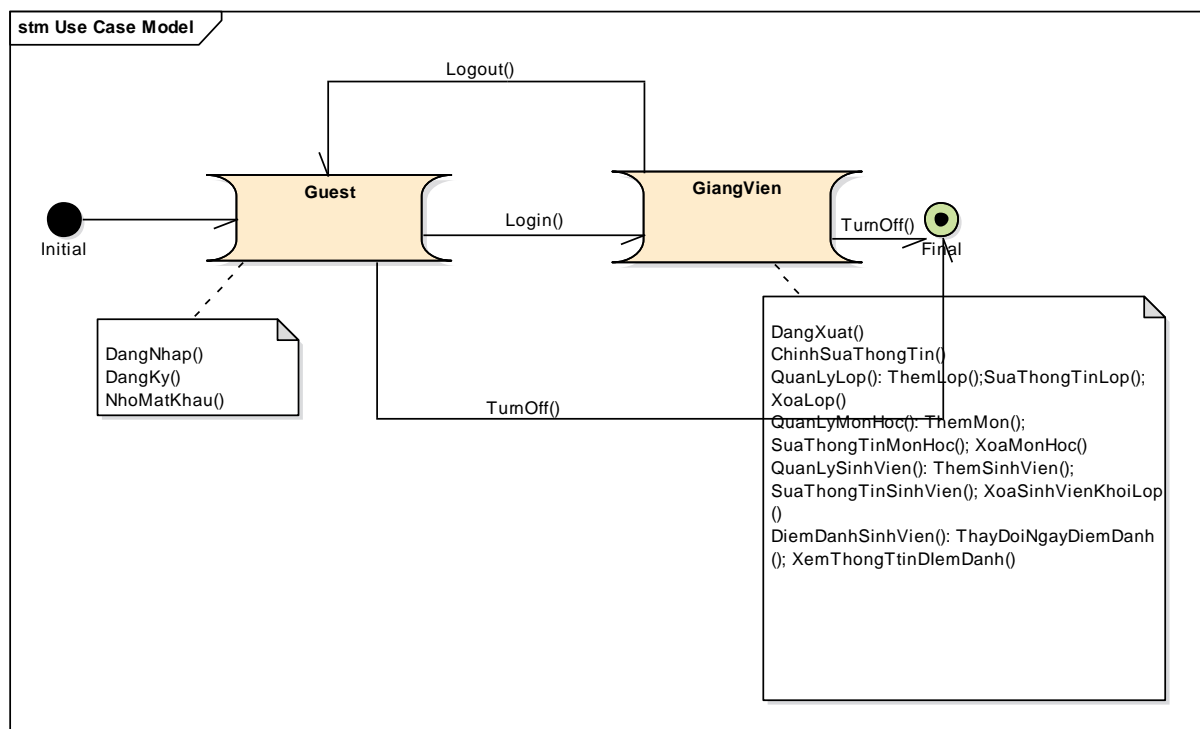 stm Use Case Model
Logout()
Guest
GiangVien
Initial
Login()
TurnOff()
Final
DangNhap()
DangKy()
NhoMatKhau()
TurnOff()
DangXuat()
ChinhSuaThongTin()
QuanLyLop(): ThemLop();SuaThongTinLop();
XoaLop()
QuanLyMonHoc(): ThemMon();
SuaThongTinMonHoc(); XoaMonHoc()
QuanLySinhVien(): ThemSinhVien();
SuaThongTinSinhVien(); XoaSinhVienKhoiLop
()
DiemDanhSinhVien(): ThayDoiNgayDiemDanh
(); XemThongTtinDIemDanh()